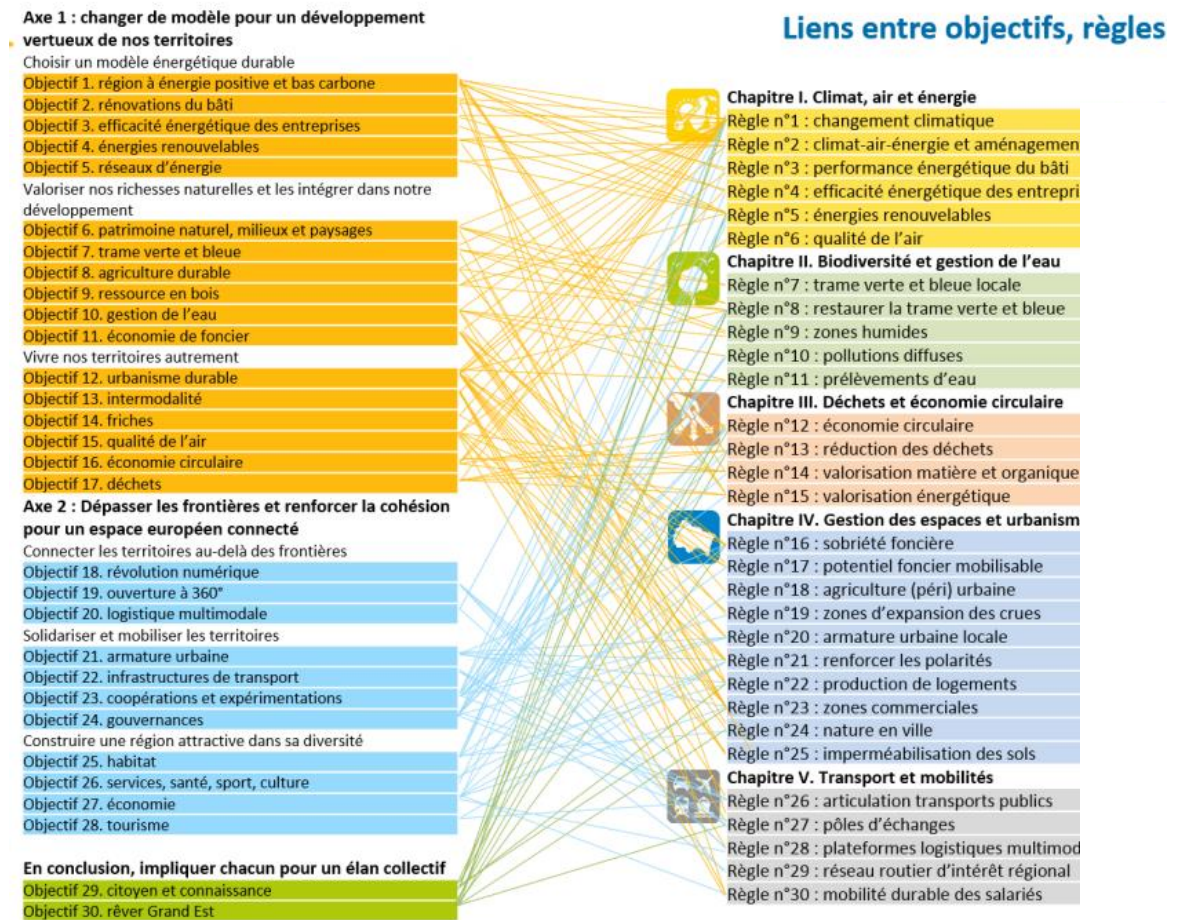 Axe 1 : changer de modèle pour un développement
vertueux de nos territoires
Choisir un modèle énergétique durable
Objectif 1. région à énergie positive et bas carbone
Objectif 2. rénovations du bâti
Objectif 3. efficacité énergétique des entreprises
Objectif 4. énergies renouvelables
Objectif 5. réseaux d'énergie
Valoriser nos richesses naturelles et les intégrer dans notre
développement
Objectif 6. patrimoine naturel, milieux et paysages
Objectif 7. trame verte et bleue
Objectif 8. agriculture durable
Objectif 9. ressource en bois
Objectif 10. gestion de l'eau
Objectif 11. économie de foncier
Vivre nos territoires autrement
Objectif 12. urbanisme durable
Objectif 13. intermodalité
Objectif 14. friches
Objectif 15. qualité de l'air
Objectif 16. économie circulaire
Objectif 17. déchets
Axe 2 : Dépasser les frontières et renforcer la cohésion
pour un espace européen connecté
Connecter les territoires au-delà des frontières
Objectif 18. révolution numérique
Objectif 19. ouverture à 360°
Objectif 20. logistique multimodale
Solidariser et mobiliser les territoires
Objectif 21. armature urbaine
Objectif 22. infrastructures de transport
Objectif 23. coopérations et expérimentations
Objectif 24. gouvernances
Construire une région attractive dans sa diversité
Objectif 25. habitat
Objectif 26. services, santé, sport, culture
Objectif 27. économie
Objectif 28. tourisme
En conclusion, impliquer chacun pour un élan collectif
Objectif 29. citoyen et connaissance
Objectif 30. rêver Grand Est
Liens entre objectifs, règles
Chapitre I. Climat, air et énergie
Règle n°1 : changement climatique
Règle n°2 : climat-air-énergie et aménagemen
Règle n°3 : performance énergétique du bâti
Règle n°4 : efficacité énergétique des entrepri
Règle n°5 : énergies renouvelables
Règle n°6 : qualité de l'air
Chapitre II. Biodiversité et gestion de l'eau
Règle n°7 : trame verte et bleue locale
Règle n°8 : restaurer la trame verte et bleue
Règle n°9 : zones humides
Règle n°10 : pollutions diffuses
Règle n°11 : prélèvements d'eau
Chapitre III. Déchets et économie circulaire
Règle n°12 : économie circulaire
Règle n°13 : réduction des déchets
Règle n°14 : valorisation matière et organique
Règle n°15 : valorisation énergétique
Chapitre IV. Gestion des espaces et urbanism
Règle n°16 : sobriété foncière
Règle n°17 : potentiel foncier mobilisable
Règle n°18 : agriculture (péri) urbaine
Règle n°19 : zones d'expansion des crues
Règle n°20 : armature urbaine locale
Règle n°21 : renforcer les polarités
Règle n°22 : production de logements
Règle n°23 : zones commerciales
Règle n°24 : nature en ville
Règle n°25 : imperméabilisation des sols
Chapitre V. Transport et mobilités
Règle n°26 : articulation transports publics
Règle n°27 : pôles d'échanges
Règle n°28 : plateformes logistiques multimod
Règle n°29 : réseau routier d'intérêt régional
Règle n°30 : mobilité durable des salariés